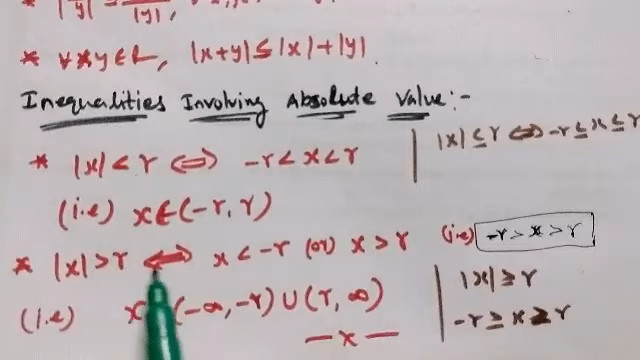 |y| |y|,
* ∀ x,y ∈ R, |x+y| ≤ |x|+|y|
Inequalities Involving Absolute Value:-
* |x| < r ⟺ -r < x < r | |x| ≤ r ⟺ -r ≤ x ≤ r
(i.e) x ∈ (-r, r)
* |x| > r ⟺ x < -r (or) x > r (i.e) -r > x > r
(i.e) x (-∞, -r) ∪ (r, ∞) | |x| ≥ r
-r ≥ x ≥ r
— x —